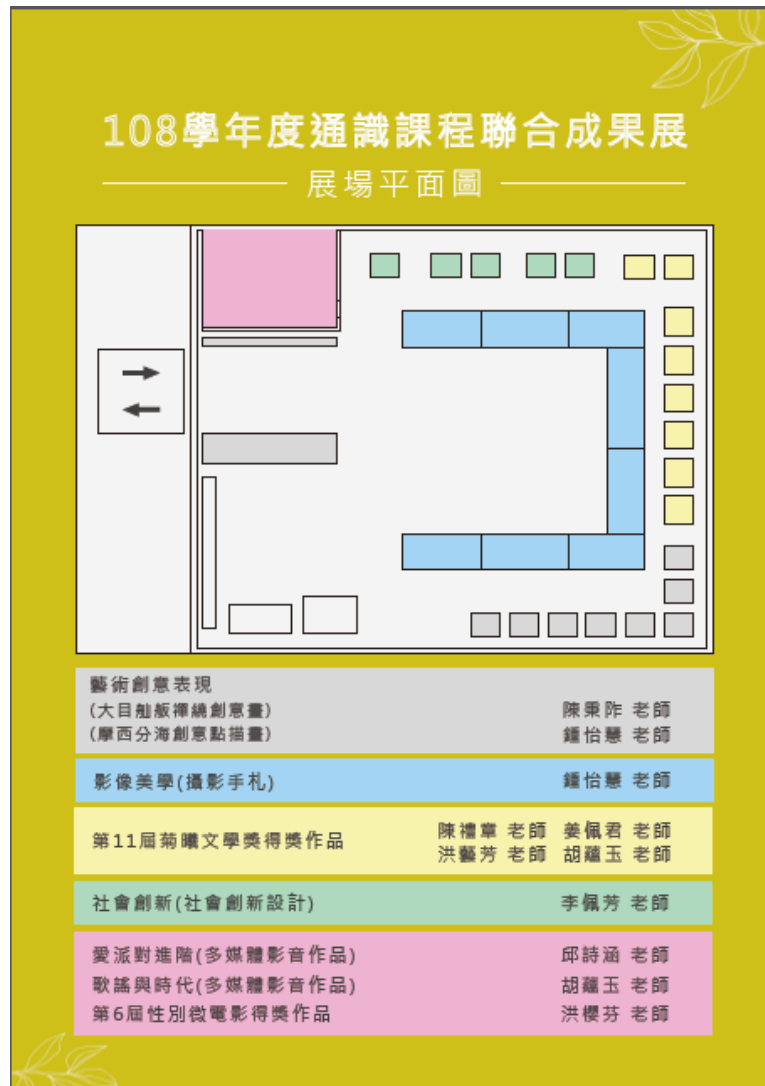 108學年度通識課程聯合成果展
展場平面圖
藝術創意表現
(大目舢舨禪繞創意畫) 陳秉阼 老師
(摩西分海創意點描畫) 鍾怡慧 老師
影像美學(攝影手札) 鍾怡慧 老師
第11屆菊曦文學獎得獎作品
陳禮章 老師 姜佩君 老師
洪藝芳 老師 胡蘊玉 老師
社會創新(社會創新設計) 李佩芳 老師
愛派對進階(多媒體影音作品) 邱詩涵 老師
歌謠與時代(多媒體影音作品) 胡蘊玉 老師
第6屆性別微電影得獎作品 洪櫻芬 老師